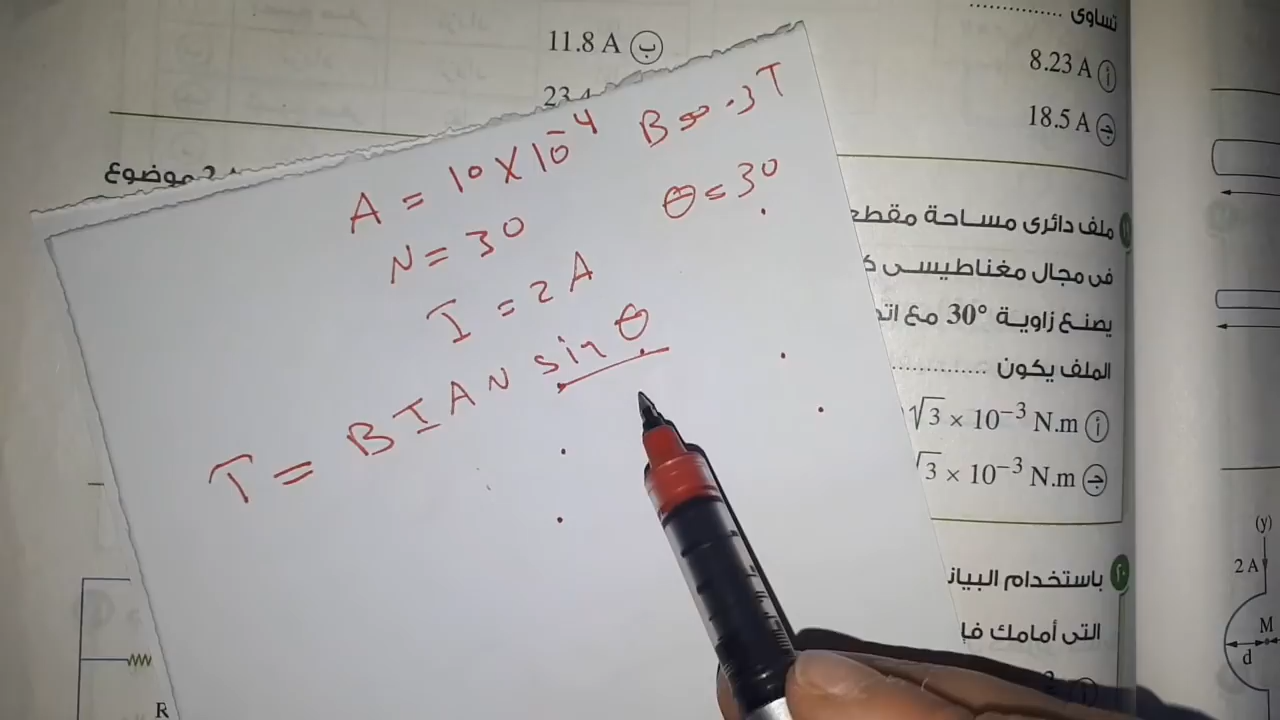 تساوى ..............
8.23 A أ
11.8 A ب
18.5 A ج
2 موضوع
A = 10 X 10^-4
B = .3 T
N = 30
θ = 30
I = 2 A
T = B I A N sin θ
ملف دائرى مساحة مقطع
فى مجال مغناطيسى
يصنع زاوية 30° مع
الملف يكون ..............
√3 × 10⁻³ N.m أ
√3 × 10⁻³ N.m ج
٢٠ باستخدام
التى أمامك
(y)
2 A
M
d
R